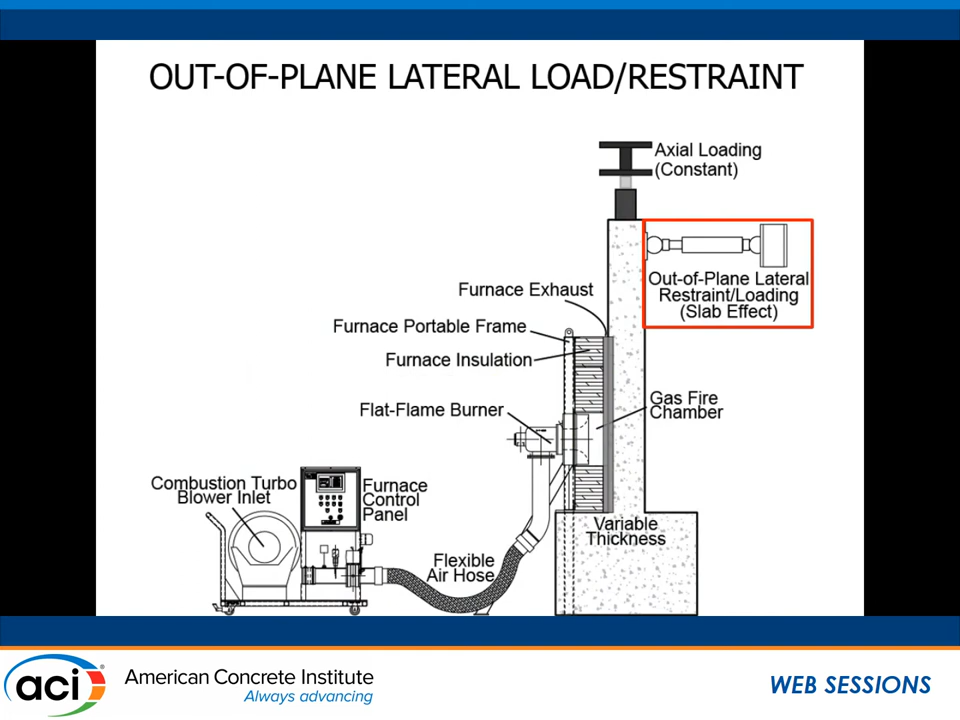 OUT-OF-PLANE LATERAL LOAD/RESTRAINT
Axial Loading
(Constant)
Out-of-Plane Lateral
Restraint/Loading
(Slab Effect)
Furnace Exhaust
Furnace Portable Frame
Furnace Insulation
Flat-Flame Burner
Gas Fire
Chamber
Combustion Turbo
Blower Inlet
Furnace
Control
Panel
Flexible
Air Hose
Variable
Thickness
aci
American Concrete Institute
Always advancing
WEB SESSIONS